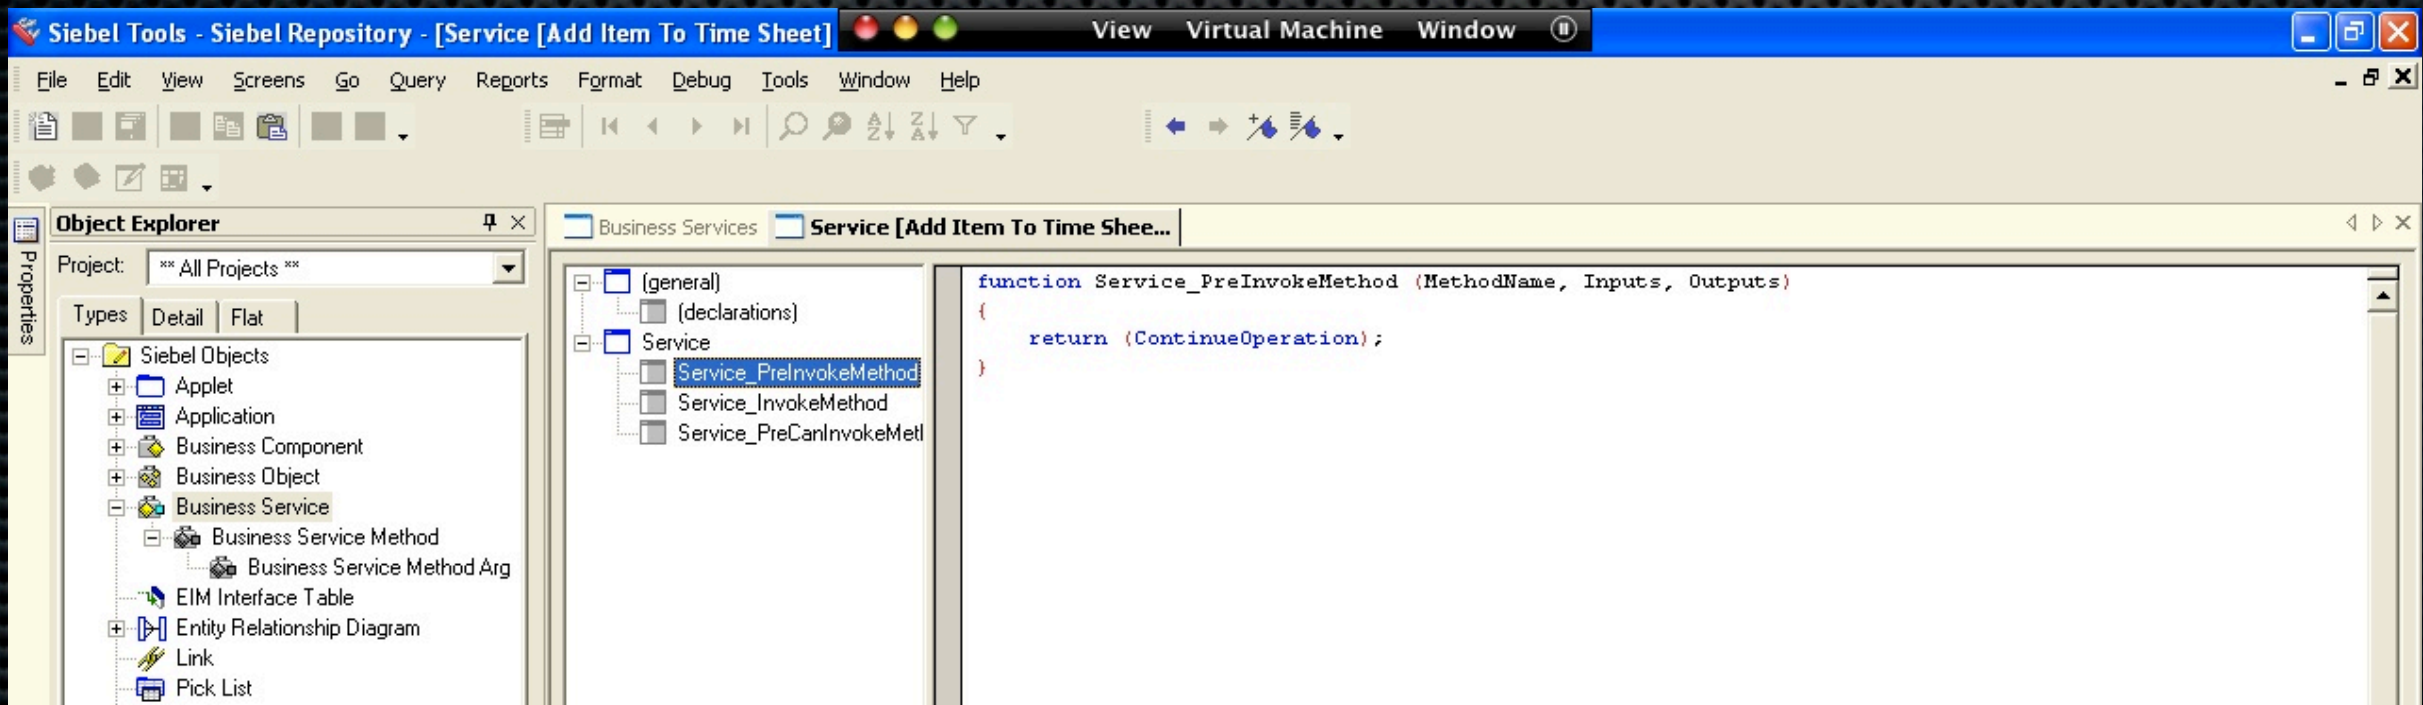 Siebel Tools - Siebel Repository - [Service [Add Item To Time Sheet]
View Virtual Machine Window
File Edit View Screens Go Query Reports Format Debug Tools Window Help
Properties
Object Explorer
Project: ** All Projects **
Types Detail Flat
Siebel Objects
Applet
Application
Business Component
Business Object
Business Service
Business Service Method
Business Service Method Arg
EIM Interface Table
Entity Relationship Diagram
Link
Pick List
Business Services Service [Add Item To Time Shee...
(general)
(declarations)
Service
Service_PreInvokeMethod
Service_InvokeMethod
Service_PreCanInvokeMetl
function Service_PreInvokeMethod (MethodName, Inputs, Outputs)
{
return (ContinueOperation);
}